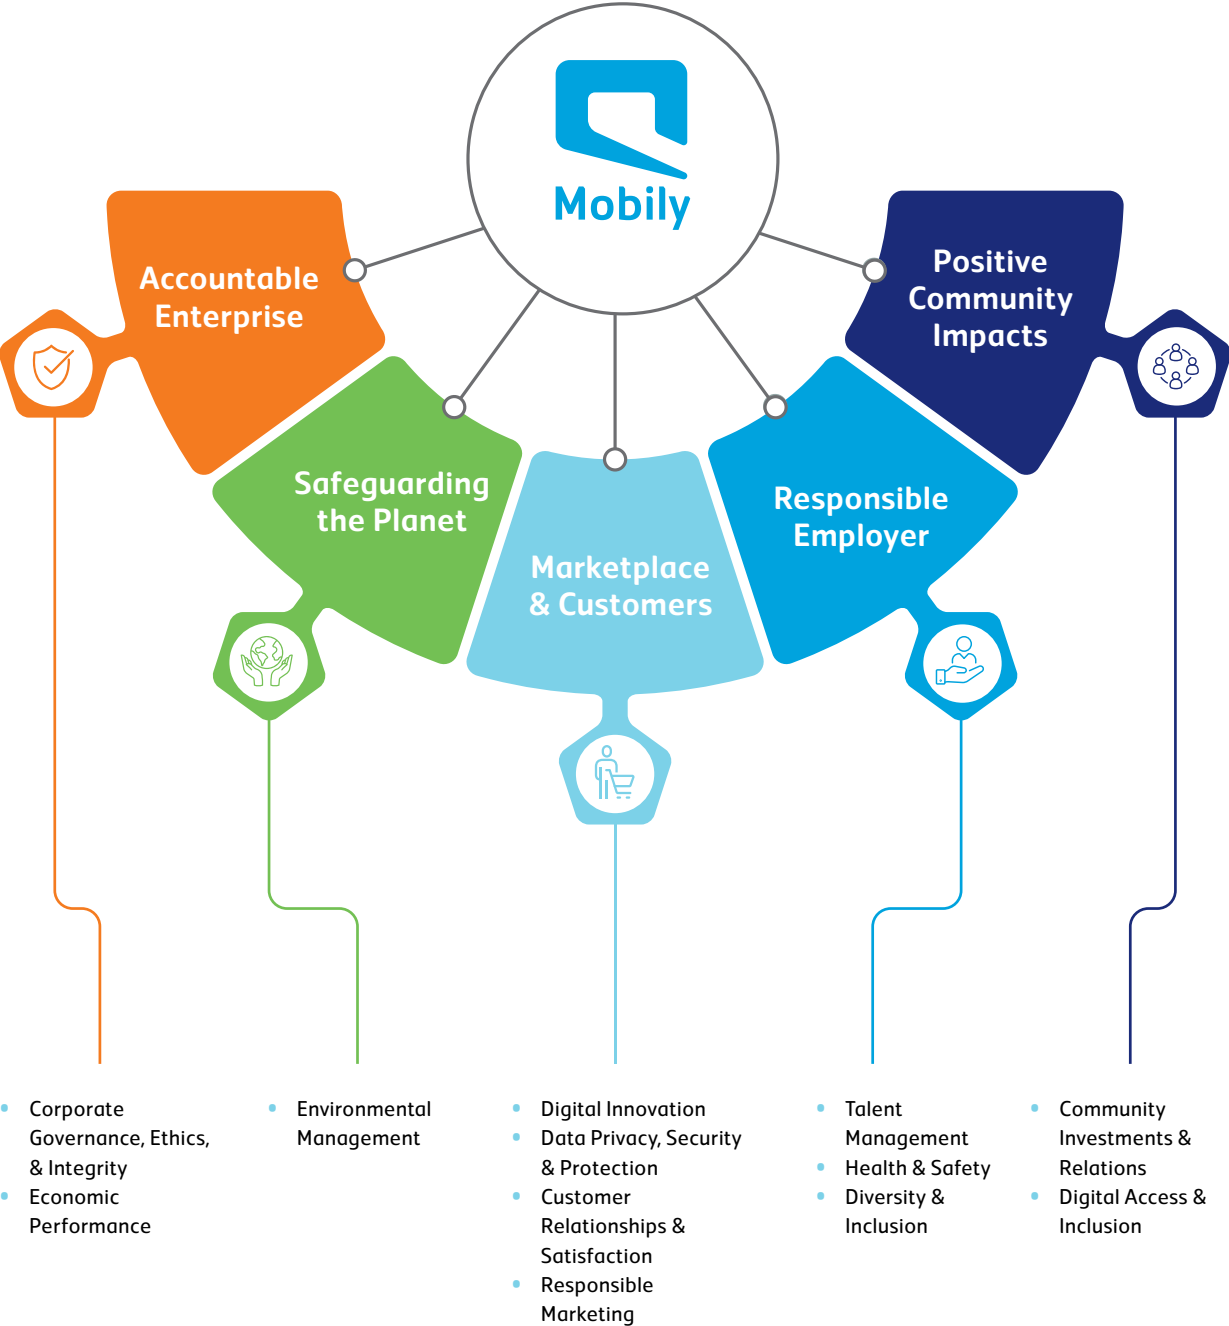 Mobily
Accountable
Enterprise
Safeguarding
the Planet
Marketplace
& Customers
Responsible
Employer
Positive
Community
Impacts
• Corporate
Governance, Ethics,
& Integrity
• Economic
Performance
• Environmental
Management
• Digital Innovation
• Data Privacy, Security
& Protection
• Customer
Relationships &
Satisfaction
• Responsible
Marketing
• Talent
Management
• Health & Safety
• Diversity &
Inclusion
• Community
Investments &
Relations
• Digital Access &
Inclusion